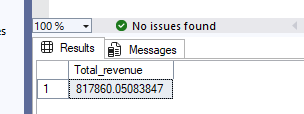 100 %
No issues found
Results
Messages
Total_revenue
1
817860.05083847